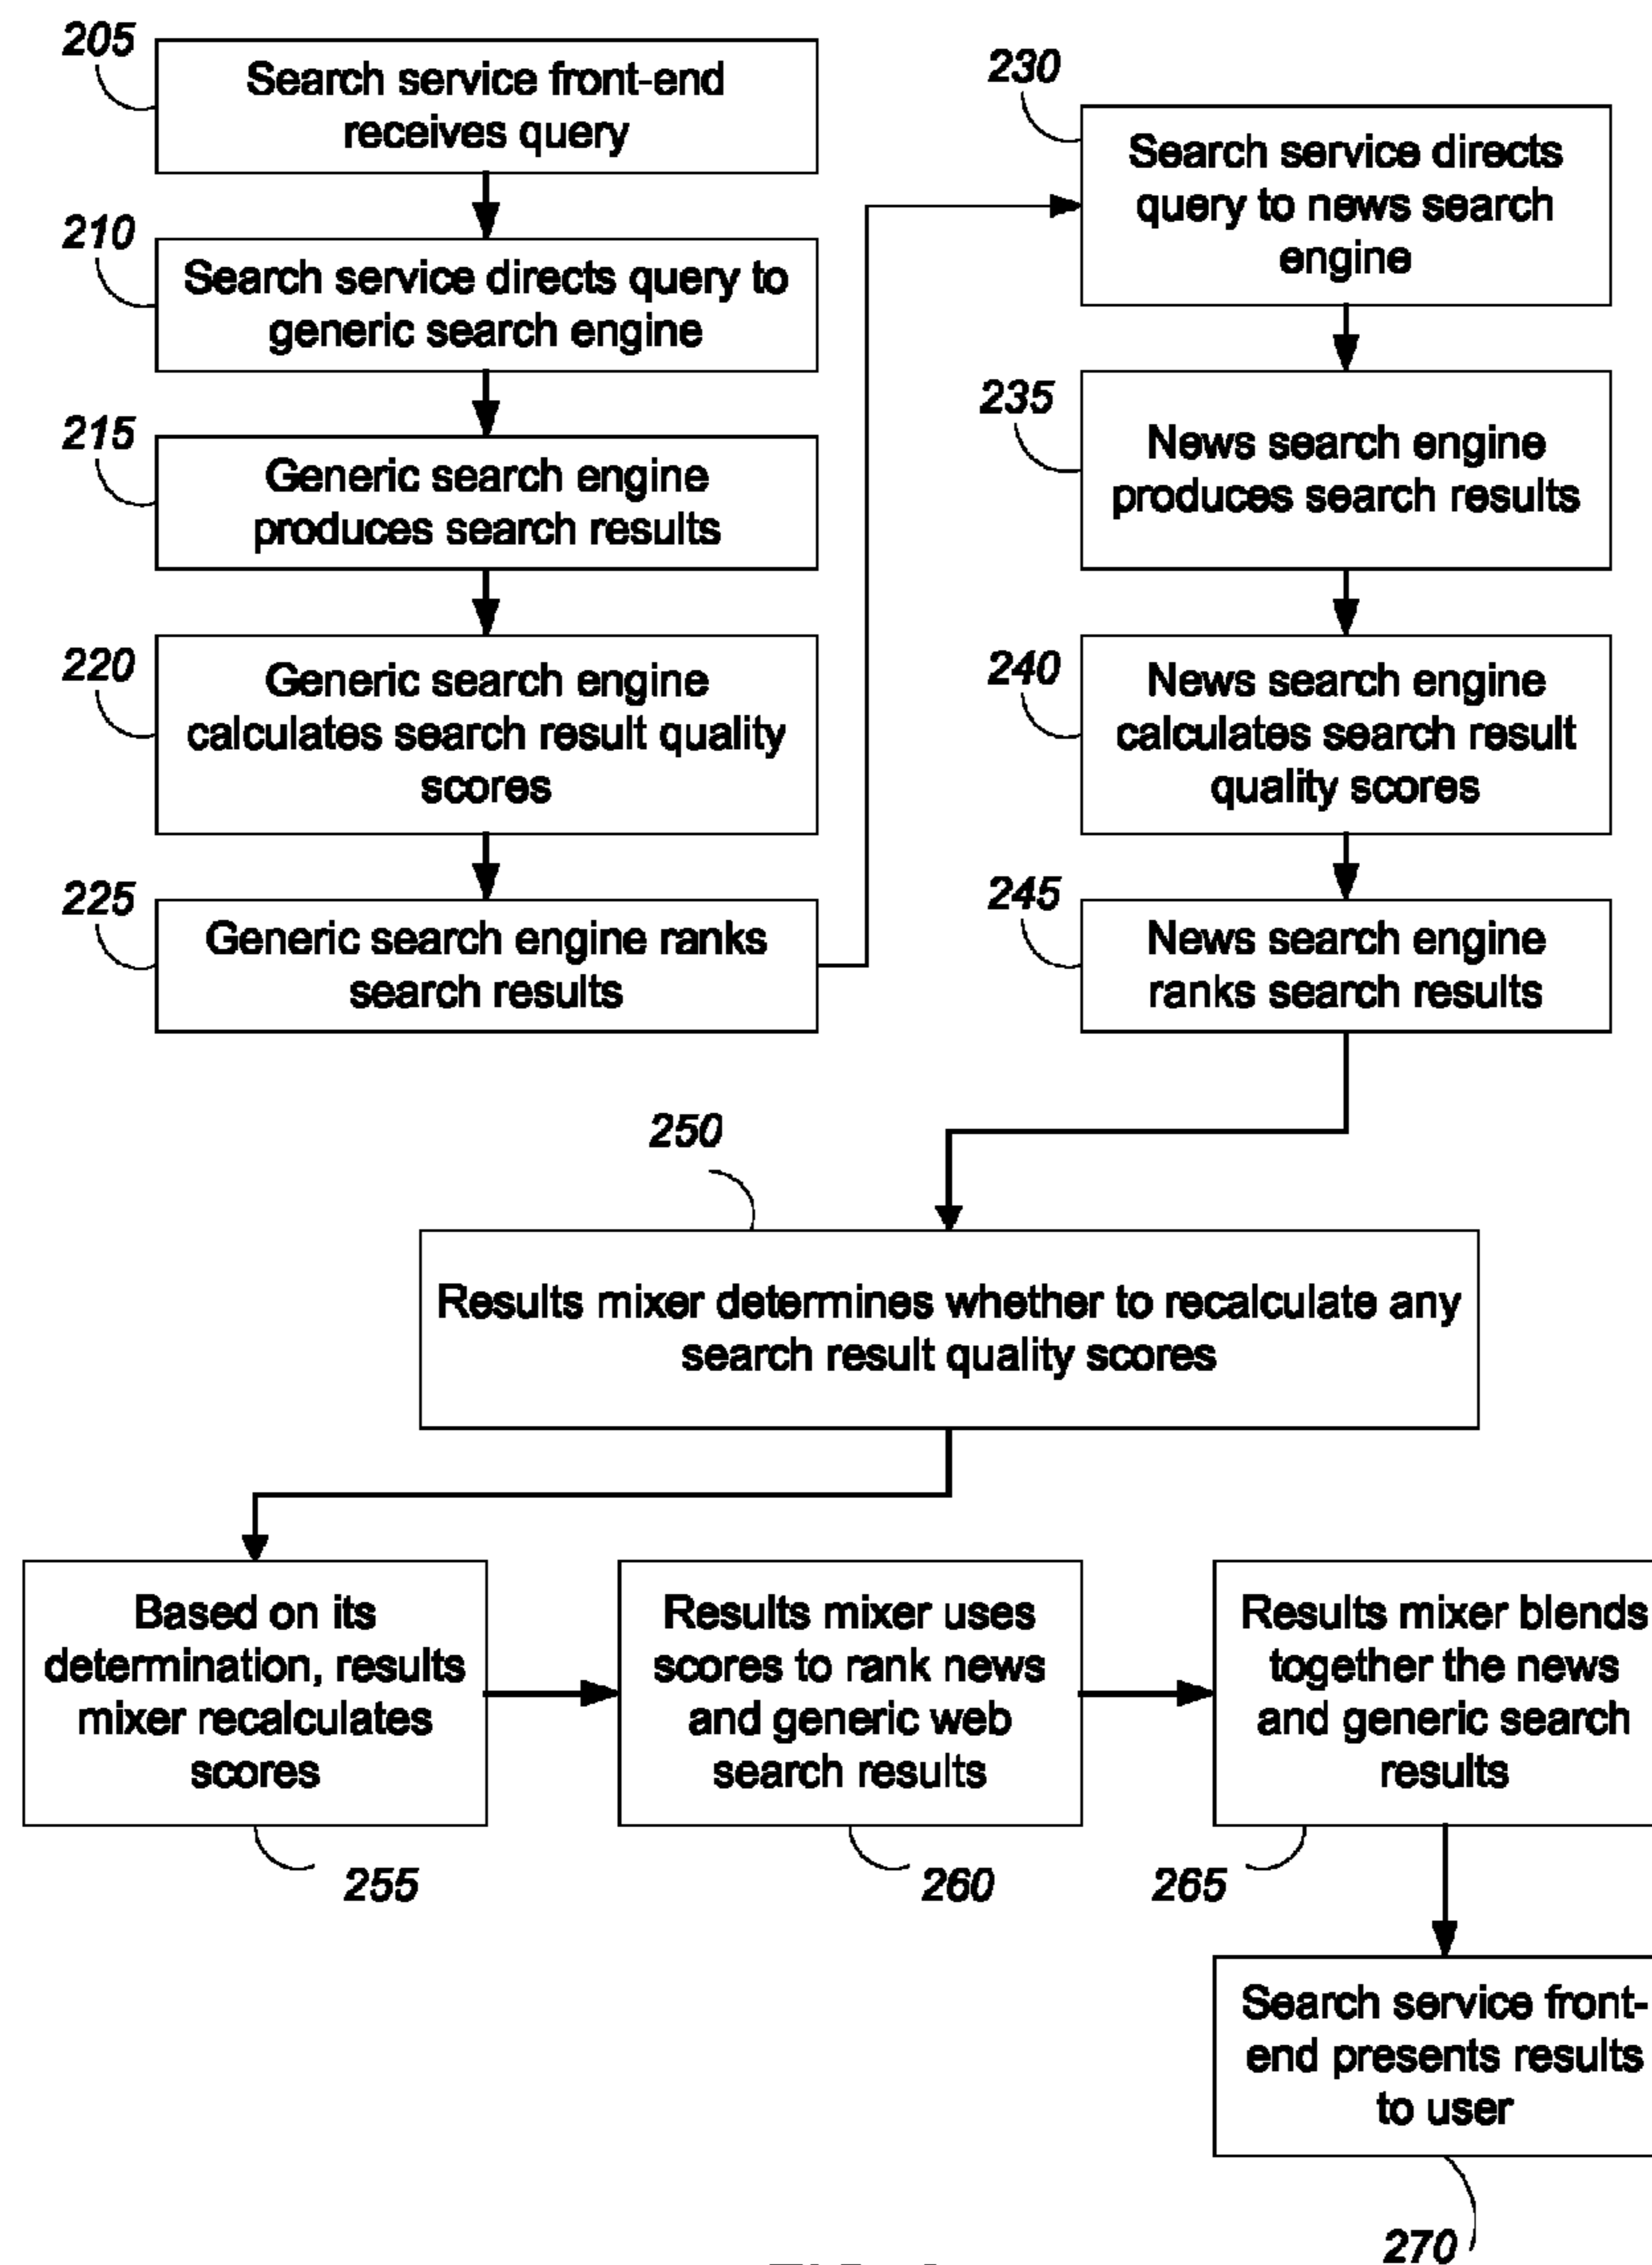 205
Search service front-end
receives query
210
Search service directs query to
generic search engine
215
Generic search engine
produces search results
220
Generic search engine
calculates search result quality
scores
225
Generic search engine ranks
search results
230
Search service directs
query to news search
engine
235
News search engine
produces search results
240
News search engine
calculates search result
quality scores
245
News search engine
ranks search results
250
Results mixer determines whether to recalculate any
search result quality scores
Based on its
determination, results
mixer recalculates
scores
255
Results mixer uses
scores to rank news
and generic web
search results
260
Results mixer blends
together the news
and generic search
results
265
Search service front-
end presents results
to user
270